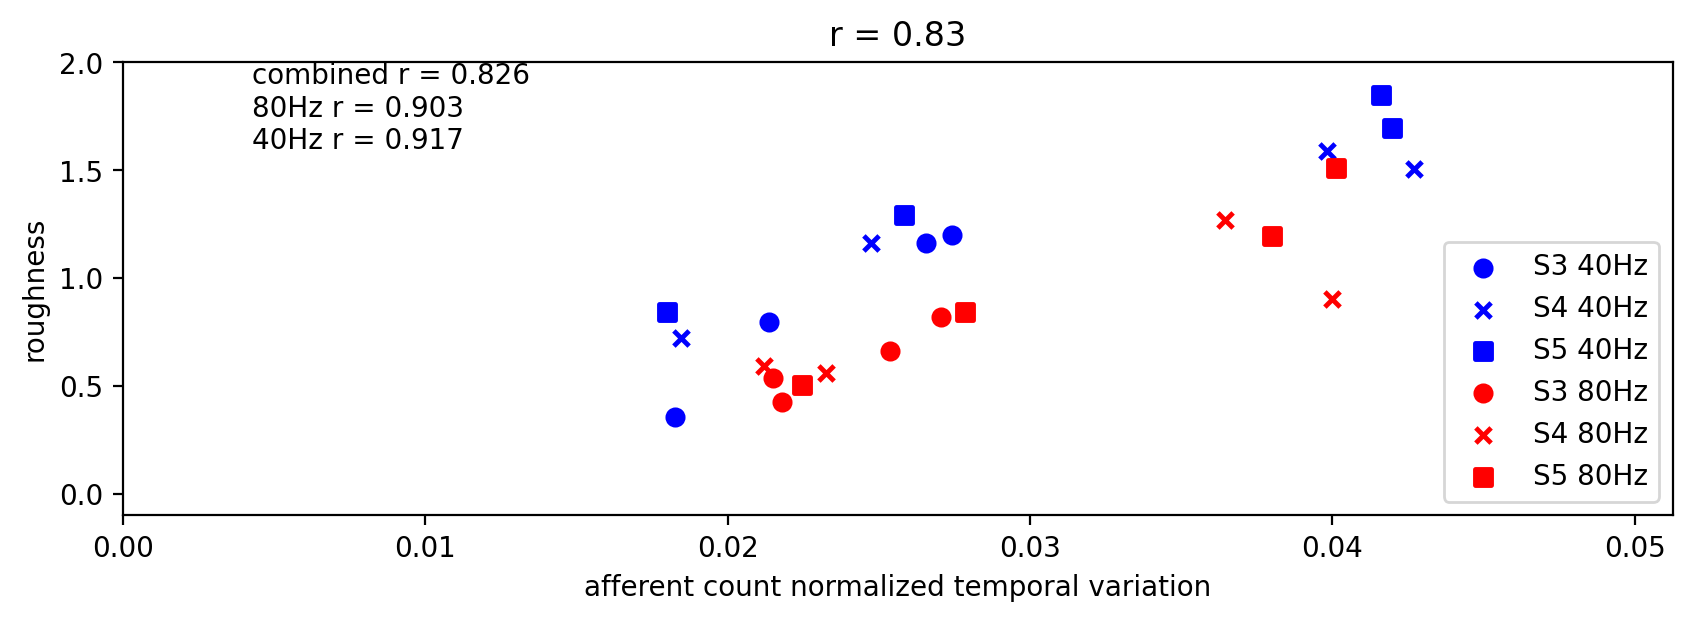 r = 0.83
combined r = 0.826
80Hz r = 0.903
40Hz r = 0.917
2.0
1.5
1.0
0.5
0.0
roughness
S3 40Hz
S4 40Hz
S5 40Hz
S3 80Hz
S4 80Hz
S5 80Hz
0.00 0.01 0.02 0.03 0.04 0.05
afferent count normalized temporal variation